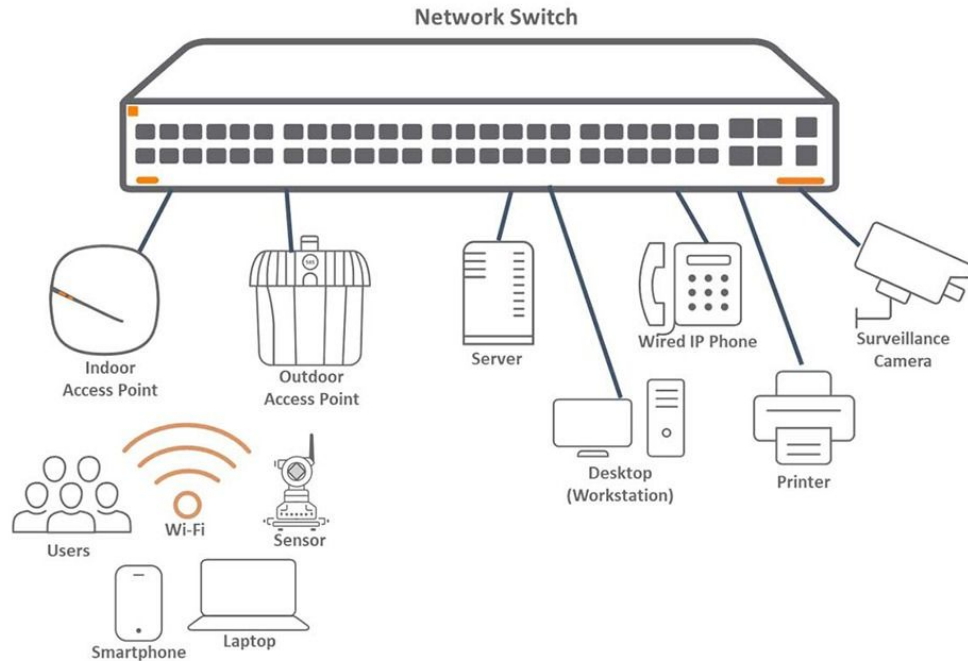 Network Switch
Indoor
Access Point
Outdoor
Access Point
Server
Wired IP Phone
Surveillance
Camera
Desktop
(Workstation)
Printer
Users
Wi-Fi
Sensor
Smartphone
Laptop